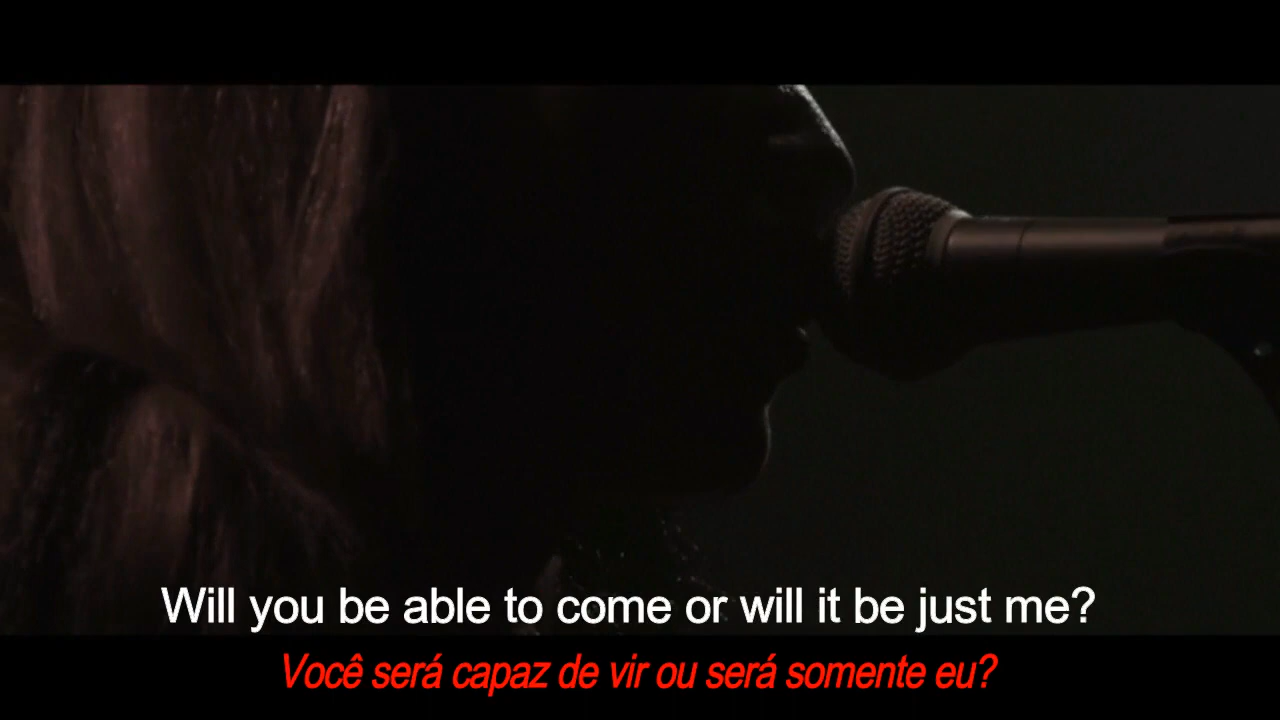 Will you be able to come or will it be just me?
Você será capaz de vir ou será somente eu?